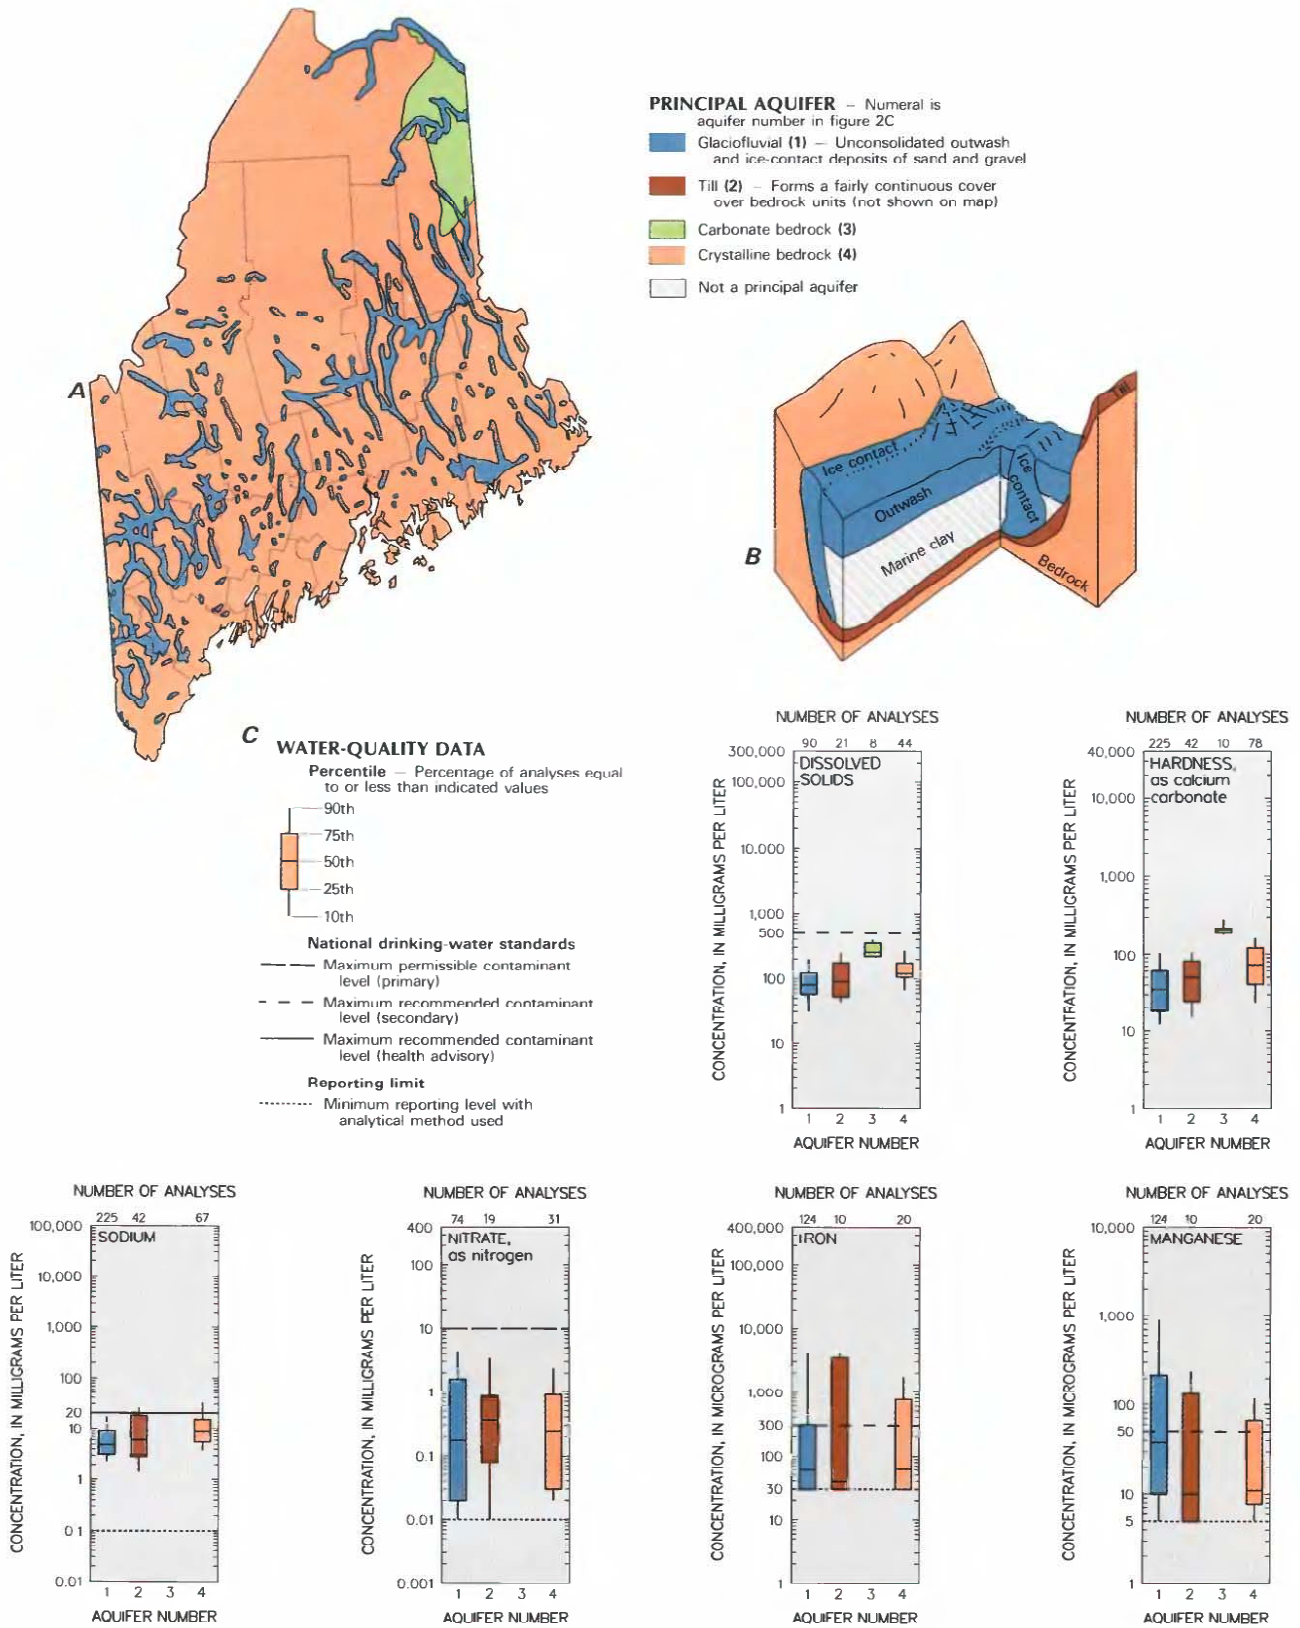 PRINCIPAL AQUIFER – Numeral is
aquifer number in figure 2C
Glaciofluvial (1) – Unconsolidated outwash
and ice-contact deposits of sand and gravel
Till (2) – Forms a fairly continuous cover
over bedrock units (not shown on map)
Carbonate bedrock (3)
Crystalline bedrock (4)
Not a principal aquifer
A
B
Till
Ice contact
Ice
contact
Outwash
Marine clay
Bedrock
C WATER-QUALITY DATA
Percentile – Percentage of analyses equal
to or less than indicated values
90th
75th
50th
25th
10th
National drinking-water standards
Maximum permissible contaminant
level (primary)
Maximum recommended contaminant
level (secondary)
Maximum recommended contaminant
level (health advisory)
Reporting limit
Minimum reporting level with
analytical method used
NUMBER OF ANALYSES
90 21 8 44
DISSOLVED
SOLIDS
CONCENTRATION, IN MILLIGRAMS PER LITER
300,000
100,000
10.000
1,000
500
100
10
1
1 2 3 4
AQUIFER NUMBER
NUMBER OF ANALYSES
225 42 10 78
HARDNESS,
as calcium
carbonate
CONCENTRATION, IN MILLIGRAMS PER LITER
40,000
10,000
1,000
100
10
1
1 2 3 4
AQUIFER NUMBER
NUMBER OF ANALYSES
225 42 67
SODIUM
CONCENTRATION, IN MILLIGRAMS PER LITER
100,000
10,000
1,000
100
20
10
1
0 1
0.01
1 2 3 4
AQUIFER NUMBER
NUMBER OF ANALYSES
74 19 31
NITRATE,
as nitrogen
CONCENTRATION, IN MILLIGRAMS PER LITER
400
100
10
1
0.1
0.01
0.001
1 2 3 4
AQUIFER NUMBER
NUMBER OF ANALYSES
124 10 20
IRON
CONCENTRATION, IN MICROGRAMS PER LITER
400,000
100,000
10,000
1,000
300
100
30
10
1
1 2 3 4
AQUIFER NUMBER
NUMBER OF ANALYSES
124 10 20
MANGANESE
CONCENTRATION, IN MICROGRAMS PER LITER
10,000
1,000
100
50
10
5
1
1 2 3 4
AQUIFER NUMBER